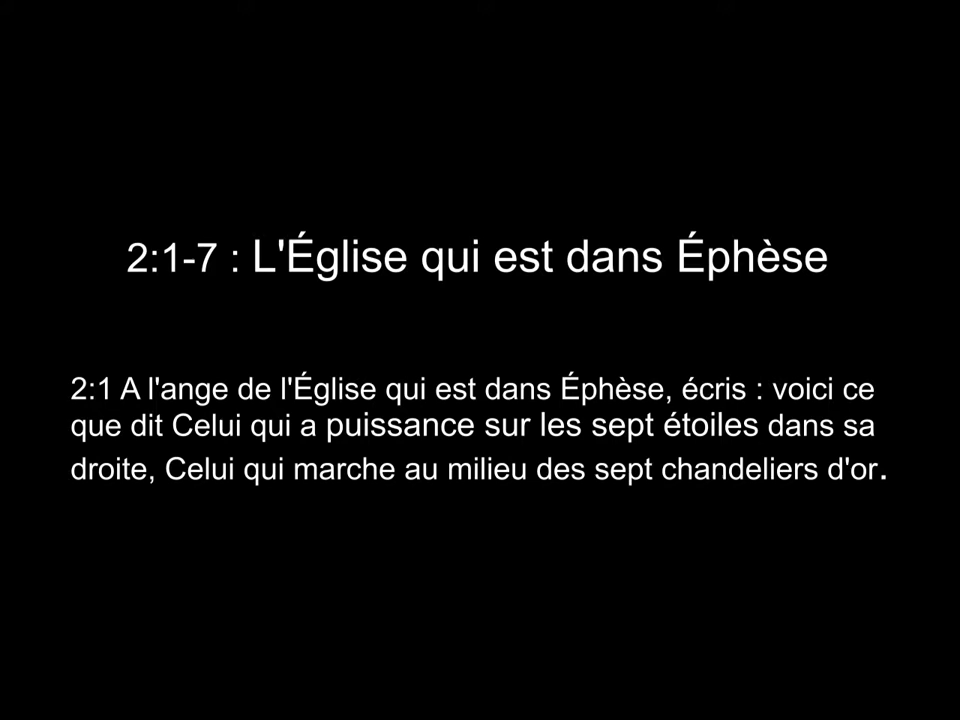 2:1-7 : L'Église qui est dans Éphèse
2:1 A l'ange de l'Église qui est dans Éphèse, écris : voici ce
que dit Celui qui a puissance sur les sept étoiles dans sa
droite, Celui qui marche au milieu des sept chandeliers d'or.